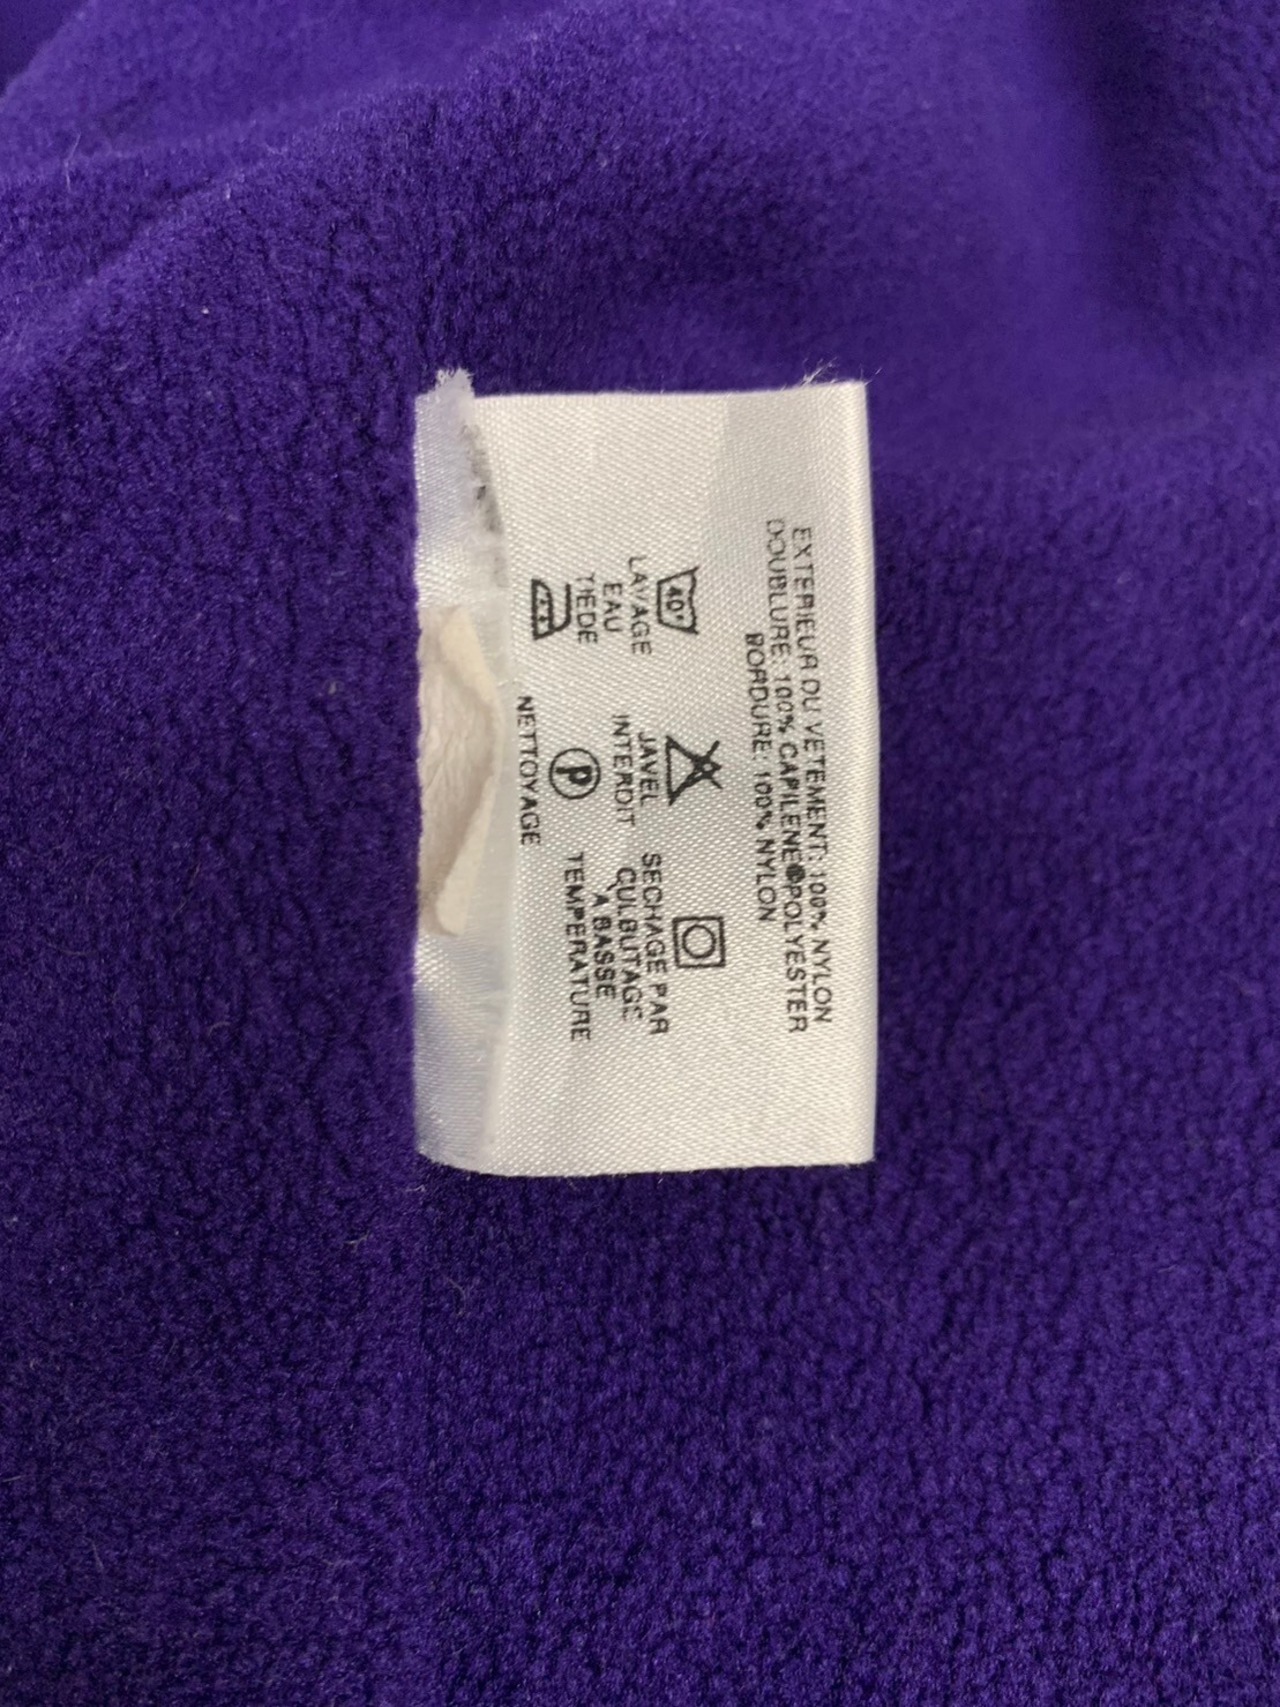 EXTERIEUR DU VETEMENT: 100% NYLON
DOUBLURE: 100% CAPILENE®POLYESTER
BORDURE: 100% NYLON
40°
LAVAGE
EAU
TIEDE
JAVEL
INTERDIT
SECHAGE PAR
CULBUTAGE
A BASSE
TEMPERATURE
P
NETTOYAGE